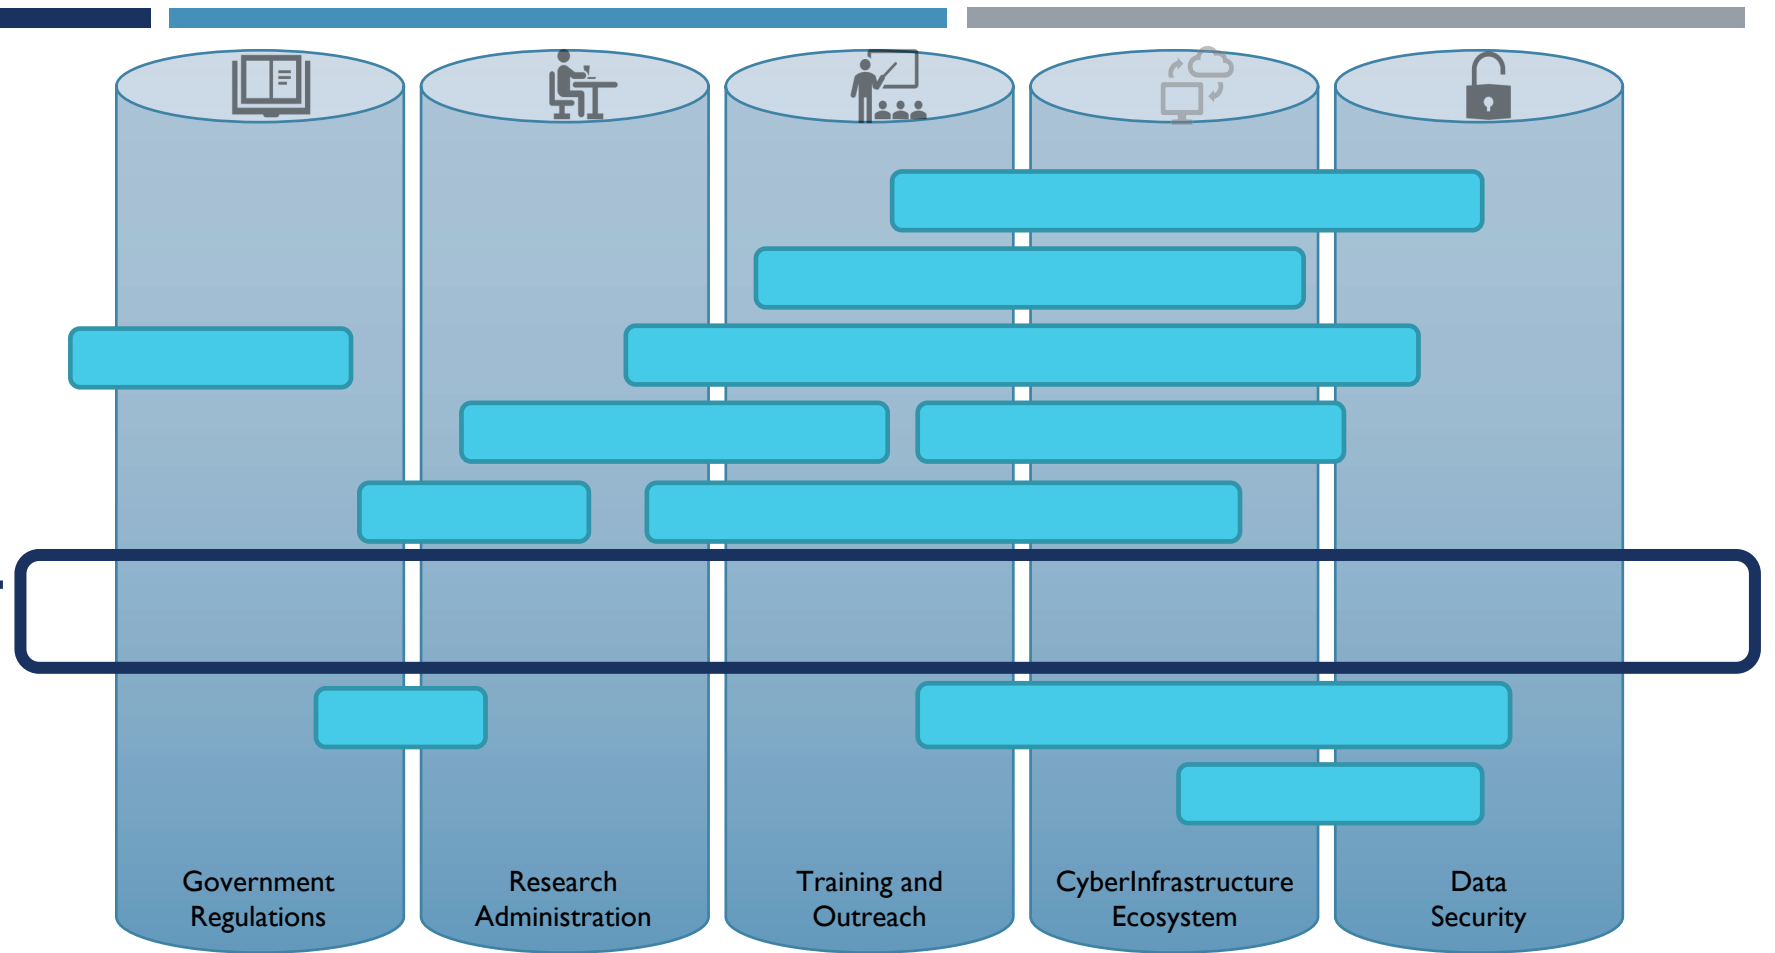 Government
Regulations
Research
Administration
Training and
Outreach
CyberInfrastructure
Ecosystem
Data
Security